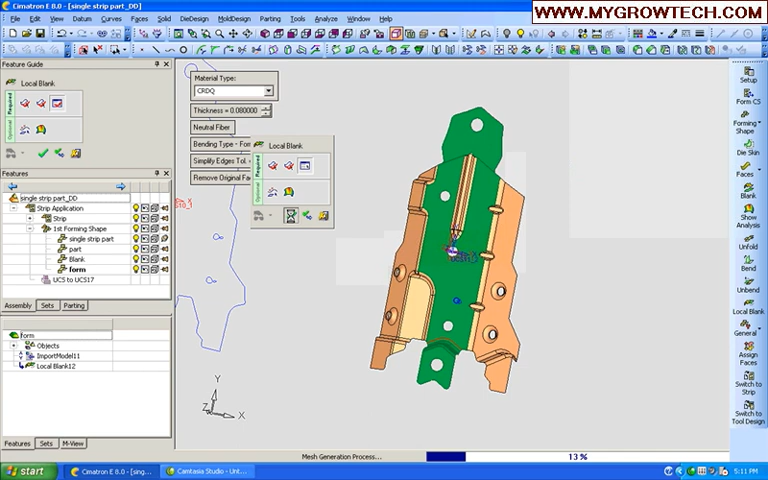 Cimatron E 8.0 - [single strip part_DD]
WWW.MYGROWTECH.COM
File Edit View Datum Curves Faces Solid DieDesign MoldDesign Parting Tools Analyze Window Help
Feature Guide
Local Blank
Required
Optional
Material Type:
CRDQ
Thickness = 0.080000
Neutral Fiber
Bending Type - For
Simplify Edges Tol. =
Remove Original Fa
Local Blank
Required
Optional
Features
single strip part_DD
Strip Application
Strip
1st Forming Shape
single strip part
part
Blank
form
UCS to UCS17
Assembly Sets Parting
form
Objects
ImportModel11
Local Blank12
Features Sets M-View
Y
Z
X
Setup
Form CS
Forming Shape
Die Skin
Faces
Blank
Show Analysis
Unfold
Bend
Unbend
Local Blank
General
Assign Faces
Switch to Strip
Switch to Tool Design
Mesh Generation Process...
13 %
start
Cimatron E 8.0 - [sing...
Camtasia Studio - Unt...
5:11 PM